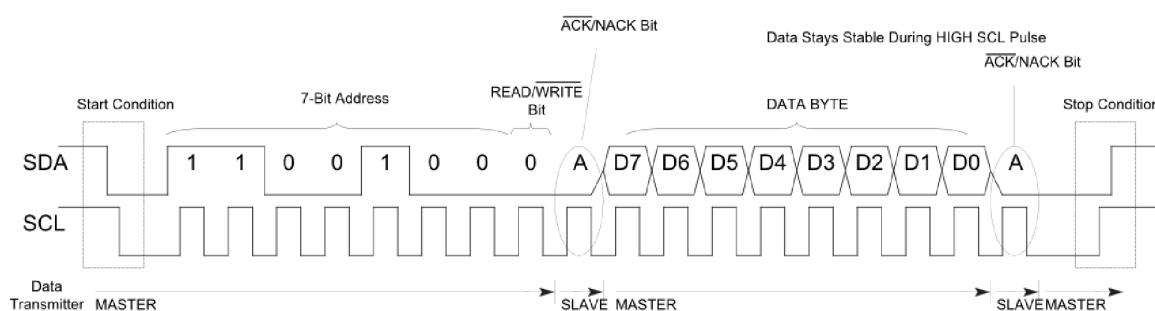 ACK/NACK Bit
Data Stays Stable During HIGH SCL Pulse
ACK/NACK Bit
Start Condition
7-Bit Address
READ/WRITE
Bit
DATA BYTE
Stop Condition
SDA 1 1 0 0 1 0 0 0 A D7 D6 D5 D4 D3 D2 D1 D0 A
SCL
Data
Transmitter
MASTER SLAVE MASTER SLAVE MASTER